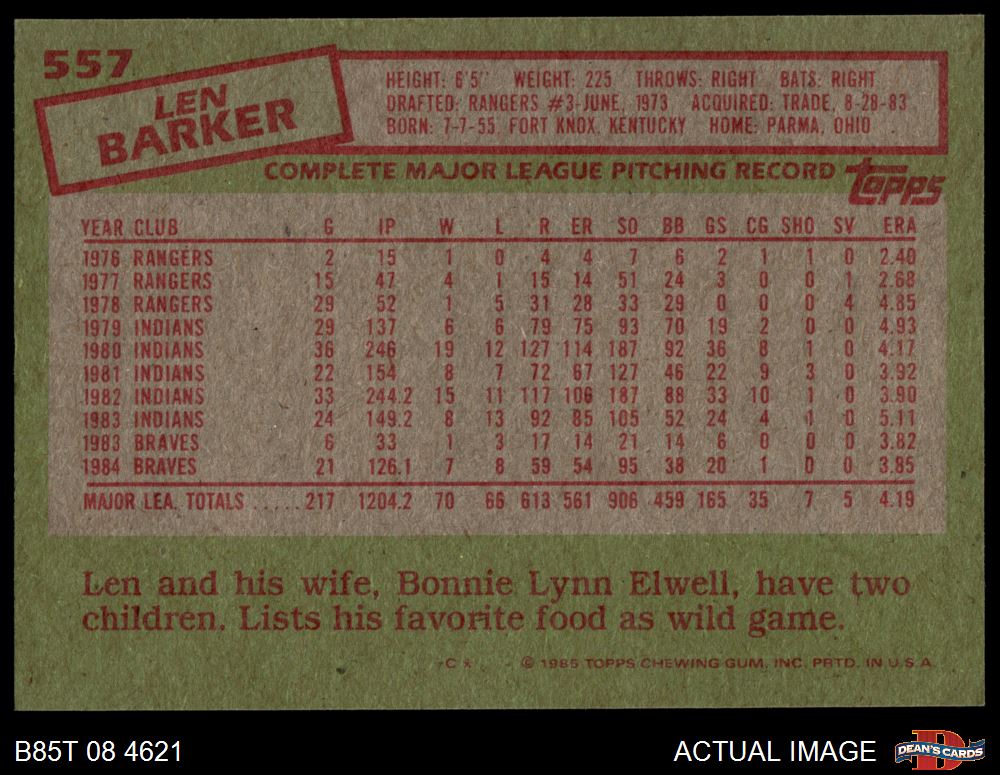 557
LEN
BARKER
HEIGHT: 6'5" WEIGHT: 225 THROWS: RIGHT BATS: RIGHT
DRAFTED: RANGERS #3-JUNE, 1973 ACQUIRED: TRADE, 8-28-83
BORN: 7-7-55, FORT KNOX, KENTUCKY HOME: PARMA, OHIO
COMPLETE MAJOR LEAGUE PITCHING RECORD topps
YEAR CLUB G IP W L R ER SO BB GS CG SHO SV ERA
1976 RANGERS 2 15 1 0 4 4 7 6 2 1 1 0 2.40
1977 RANGERS 15 47 4 1 15 14 51 24 3 0 0 1 2.68
1978 RANGERS 29 52 1 5 31 28 33 29 0 0 0 4 4.85
1979 INDIANS 29 137 6 6 79 75 93 70 19 2 0 0 4.93
1980 INDIANS 36 246 19 12 127 114 187 92 36 8 1 0 4.17
1981 INDIANS 22 154 8 7 72 67 127 46 22 9 3 0 3.92
1982 INDIANS 33 244.2 15 11 117 106 187 88 33 10 1 0 3.90
1983 INDIANS 24 149.2 8 13 92 85 105 52 24 4 1 0 5.11
1983 BRAVES 6 33 1 3 17 14 21 14 6 0 0 0 3.82
1984 BRAVES 21 126.1 7 8 59 54 95 38 20 1 0 0 3.85
MAJOR LEA. TOTALS ..... 217 1204.2 70 66 613 561 906 459 165 35 7 5 4.19
Len and his wife, Bonnie Lynn Elwell, have two
children. Lists his favorite food as wild game.
C * © 1985 TOPPS CHEWING GUM, INC. PRTD. IN U.S.A.
B85T 08 4621 ACTUAL IMAGE DEAN'S CARDS